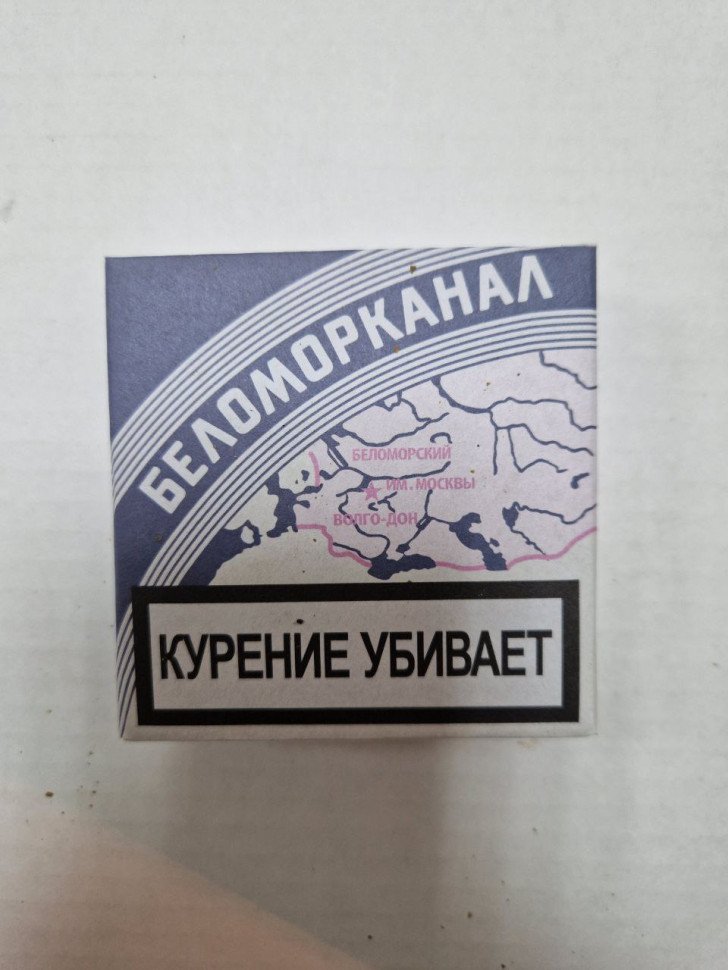 БЕЛОМОРКАНАЛ
БЕЛОМОРСКИЙ
ИМ. МОСКВЫ
ВОЛГО-ДОН
КУРЕНИЕ УБИВАЕТ